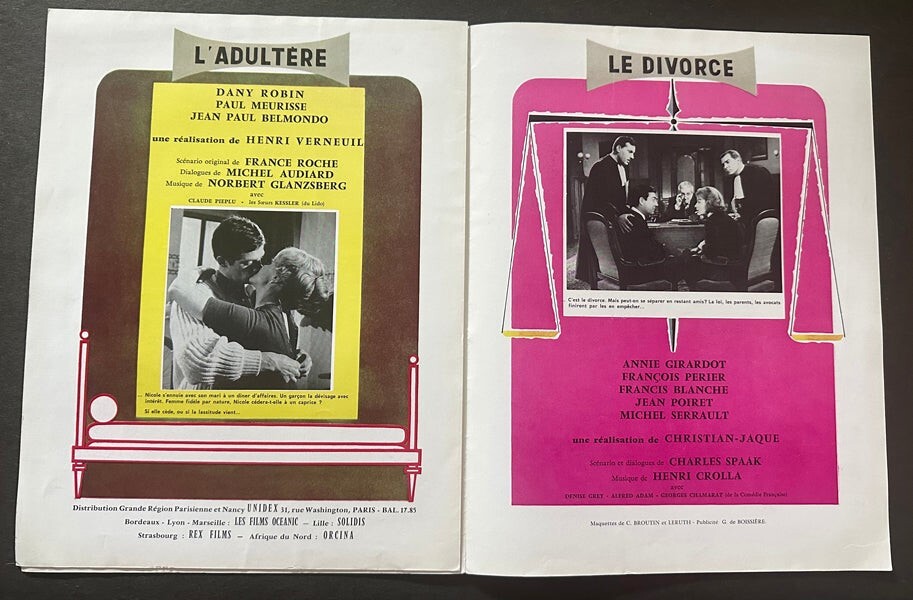 L'ADULTÈRE
DANY ROBIN
PAUL MEURISSE
JEAN PAUL BELMONDO
une réalisation de HENRI VERNEUIL
Scénario original de FRANCE ROCHE
Dialogues de MICHEL AUDIARD
Musique de NORBERT GLANZSBERG
avec
CLAUDE PIEPLU - les Sœurs KESSLER (du Lido)
... Nicole s'ennuie avec son mari à un dîner d'affaires. Un garçon la dévisage avec
intérêt. Femme fidèle par nature, Nicole cédera-t-elle à un caprice ?
Si elle cède, ou si la lassitude vient...
Distribution Grande Région Parisienne et Nancy UNIDEX 31, rue Washington, PARIS - BAL. 17.85
Bordeaux - Lyon - Marseille : LES FILMS OCEANIC - Lille : SOLIDIS
Strasbourg : REX FILMS - Afrique du Nord : ORCINA
LE DIVORCE
C'est le divorce. Mais peut-on se séparer en restant amis? La loi, les parents, les avocats
finiront par les en empêcher...
ANNIE GIRARDOT
FRANÇOIS PERIER
FRANCIS BLANCHE
JEAN POIRET
MICHEL SERRAULT
une réalisation de CHRISTIAN-JAQUE
Scénario et dialogues de CHARLES SPAAK
Musique de HENRI CROLLA
avec
DENISE GREY - ALFRED ADAM - GEORGES CHAMARAT (de la Comédie Française)
Maquettes de C. BROUTIN et LERUTH - Publicité G. de BOISSIÈRE.